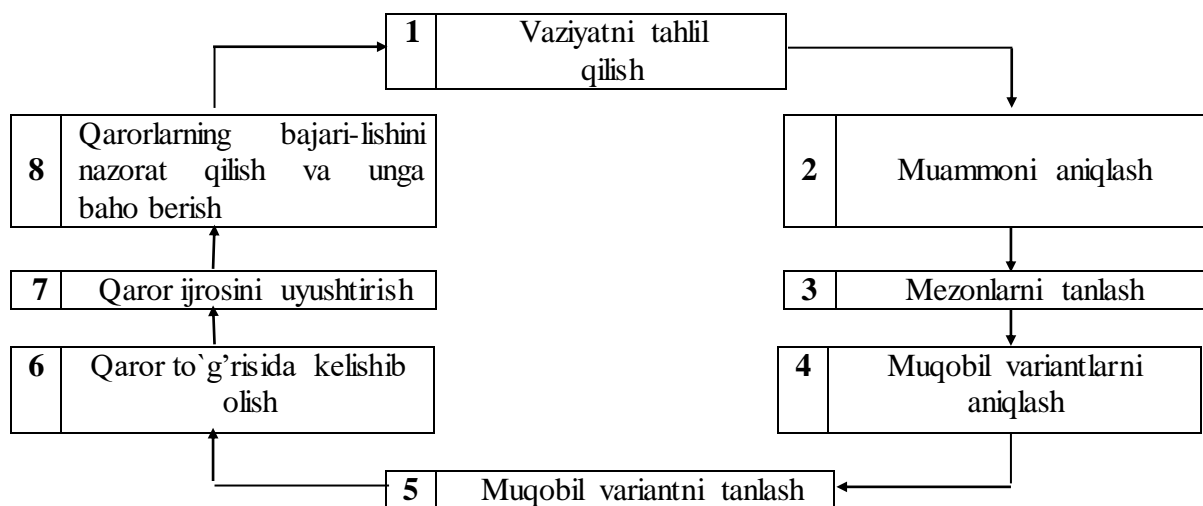 1 Vaziyatni tahlil
qilish
2 Muammoni aniqlash
3 Mezonlarni tanlash
4 Muqobil variantlarni
aniqlash
5 Muqobil variantni tanlash
6 Qaror to`g’risida kelishib
olish
7 Qaror ijrosini uyushtirish
8 Qarorlarning bajari-lishini
nazorat qilish va unga
baho berish